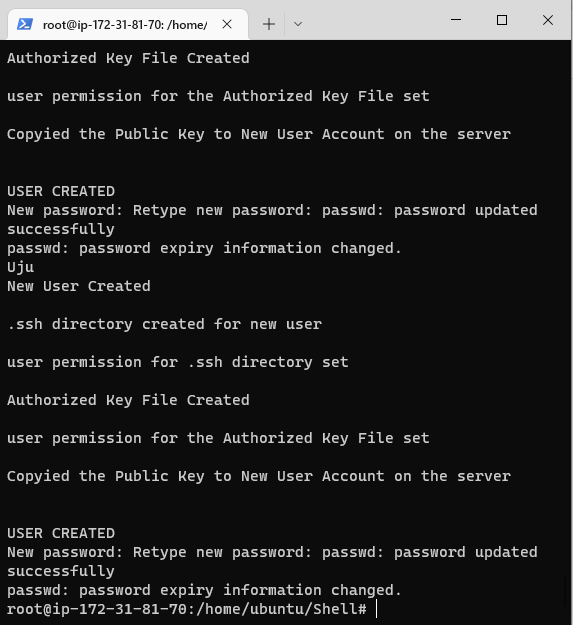 root@ip-172-31-81-70: /home/
Authorized Key File Created
user permission for the Authorized Key File set
Copyied the Public Key to New User Account on the server
USER CREATED
New password: Retype new password: passwd: password updated
successfully
passwd: password expiry information changed.
Uju
New User Created
.ssh directory created for new user
user permission for .ssh directory set
Authorized Key File Created
user permission for the Authorized Key File set
Copyied the Public Key to New User Account on the server
USER CREATED
New password: Retype new password: passwd: password updated
successfully
passwd: password expiry information changed.
root@ip-172-31-81-70:/home/ubuntu/Shell#